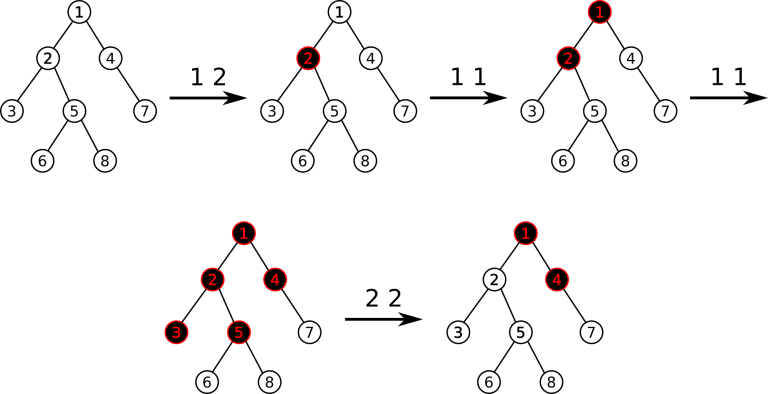 1 1 1
2 4 1 2 2 4 1 1 2 4 1 1
3 5 7 3 5 7 3 5 7
6 8 6 8 6 8
1 1
2 4 2 2 2 4
3 5 7 3 5 7
6 8 6 8